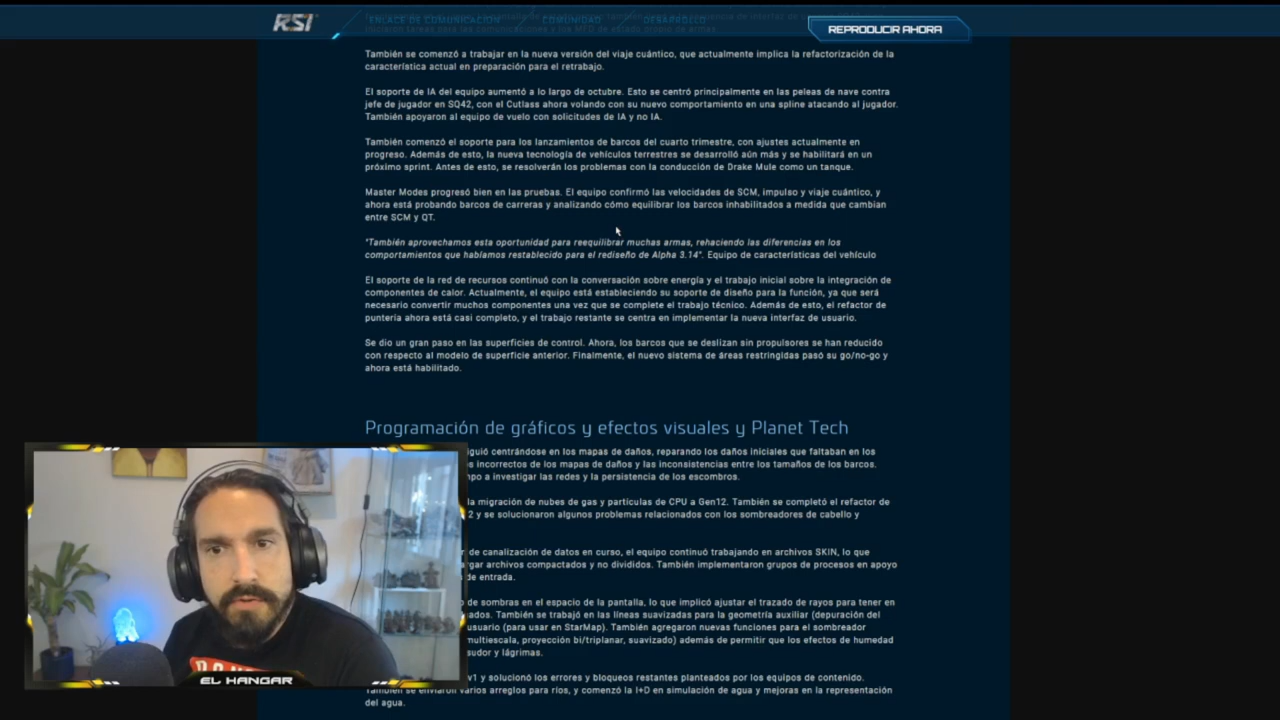 RSI
ENLACE DE COMUNICACIÓN
COMUNIDAD
DESARROLLO
REPRODUCIR AHORA
También se comenzó a trabajar en la nueva versión del viaje cuántico, que actualmente implica la refactorización de la
característica actual en preparación para el retrabajo.
El soporte de IA del equipo aumentó a lo largo de octubre. Esto se centró principalmente en las peleas de nave contra
jefe de jugador en SQ42, con el Cutlass ahora volando con su nuevo comportamiento en una spline atacando al jugador.
También apoyaron al equipo de vuelo con solicitudes de IA y no IA.
También comenzó el soporte para los lanzamientos de barcos del cuarto trimestre, con ajustes actualmente en
progreso. Además de esto, la nueva tecnología de vehículos terrestres se desarrolló aún más y se habilitará en un
próximo sprint. Antes de esto, se resolverán los problemas con la conducción de Drake Mule como un tanque.
Master Modes progresó bien en las pruebas. El equipo confirmó las velocidades de SCM, impulso y viaje cuántico, y
ahora está probando barcos de carreras y analizando cómo equilibrar los barcos inhabilitados a medida que cambian
entre SCM y QT.
"También aprovechamos esta oportunidad para reequilibrar muchas armas, rehaciendo las diferencias en los
comportamientos que habíamos restablecido para el rediseño de Alpha 3.14". Equipo de características del vehículo
El soporte de la red de recursos continuó con la conversación sobre energía y el trabajo inicial sobre la integración de
componentes de calor. Actualmente, el equipo está estableciendo su soporte de diseño para la función, ya que será
necesario convertir muchos componentes una vez que se complete el trabajo técnico. Además de esto, el refactor de
puntería ahora está casi completo, y el trabajo restante se centra en implementar la nueva interfaz de usuario.
Se dio un gran paso en las superficies de control. Ahora, los barcos que se deslizan sin propulsores se han reducido
con respecto al modelo de superficie anterior. Finalmente, el nuevo sistema de áreas restringidas pasó su go/no-go y
ahora está habilitado.
Programación de gráficos y efectos visuales y Planet Tech
iguió centrándose en los mapas de daños, reparando los daños iniciales que faltaban en los
s incorrectos de los mapas de daños y las inconsistencias entre los tamaños de los barcos.
po a investigar las redes y la persistencia de los escombros.
la migración de nubes de gas y partículas de CPU a Gen12. También se completó el refactor de
2 y se solucionaron algunos problemas relacionados con los sombreadores de cabello y
r de canalización de datos en curso, el equipo continuó trabajando en archivos SKIN, lo que
rgar archivos compactados y no divididos. También implementaron grupos de procesos en apoyo
de entrada.
o de sombras en el espacio de la pantalla, lo que implicó ajustar el trazado de rayos para tener en
nados. También se trabajó en las líneas suavizadas para la geometría auxiliar (depuración del
usuario (para usar en StarMap). También agregaron nuevas funciones para el sombreador
multiescala, proyección bi/triplanar, suavizado) además de permitir que los efectos de humedad
sudor y lágrimas.
v1 y solucionó los errores y bloqueos restantes planteados por los equipos de contenido.
También se enviaron varios arreglos para ríos, y comenzó la I+D en simulación de agua y mejoras en la representación
del agua.
EL HANGAR